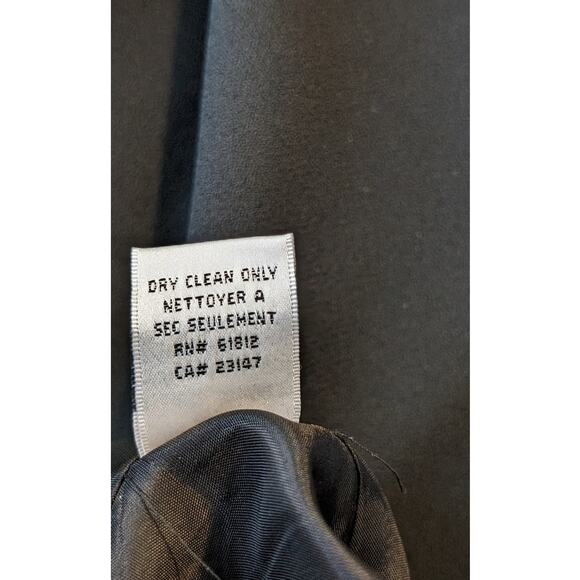 DRY CLEAN ONLY
NETTOYER A
SEC SEULEMENT
RN# 61812
CA# 23147